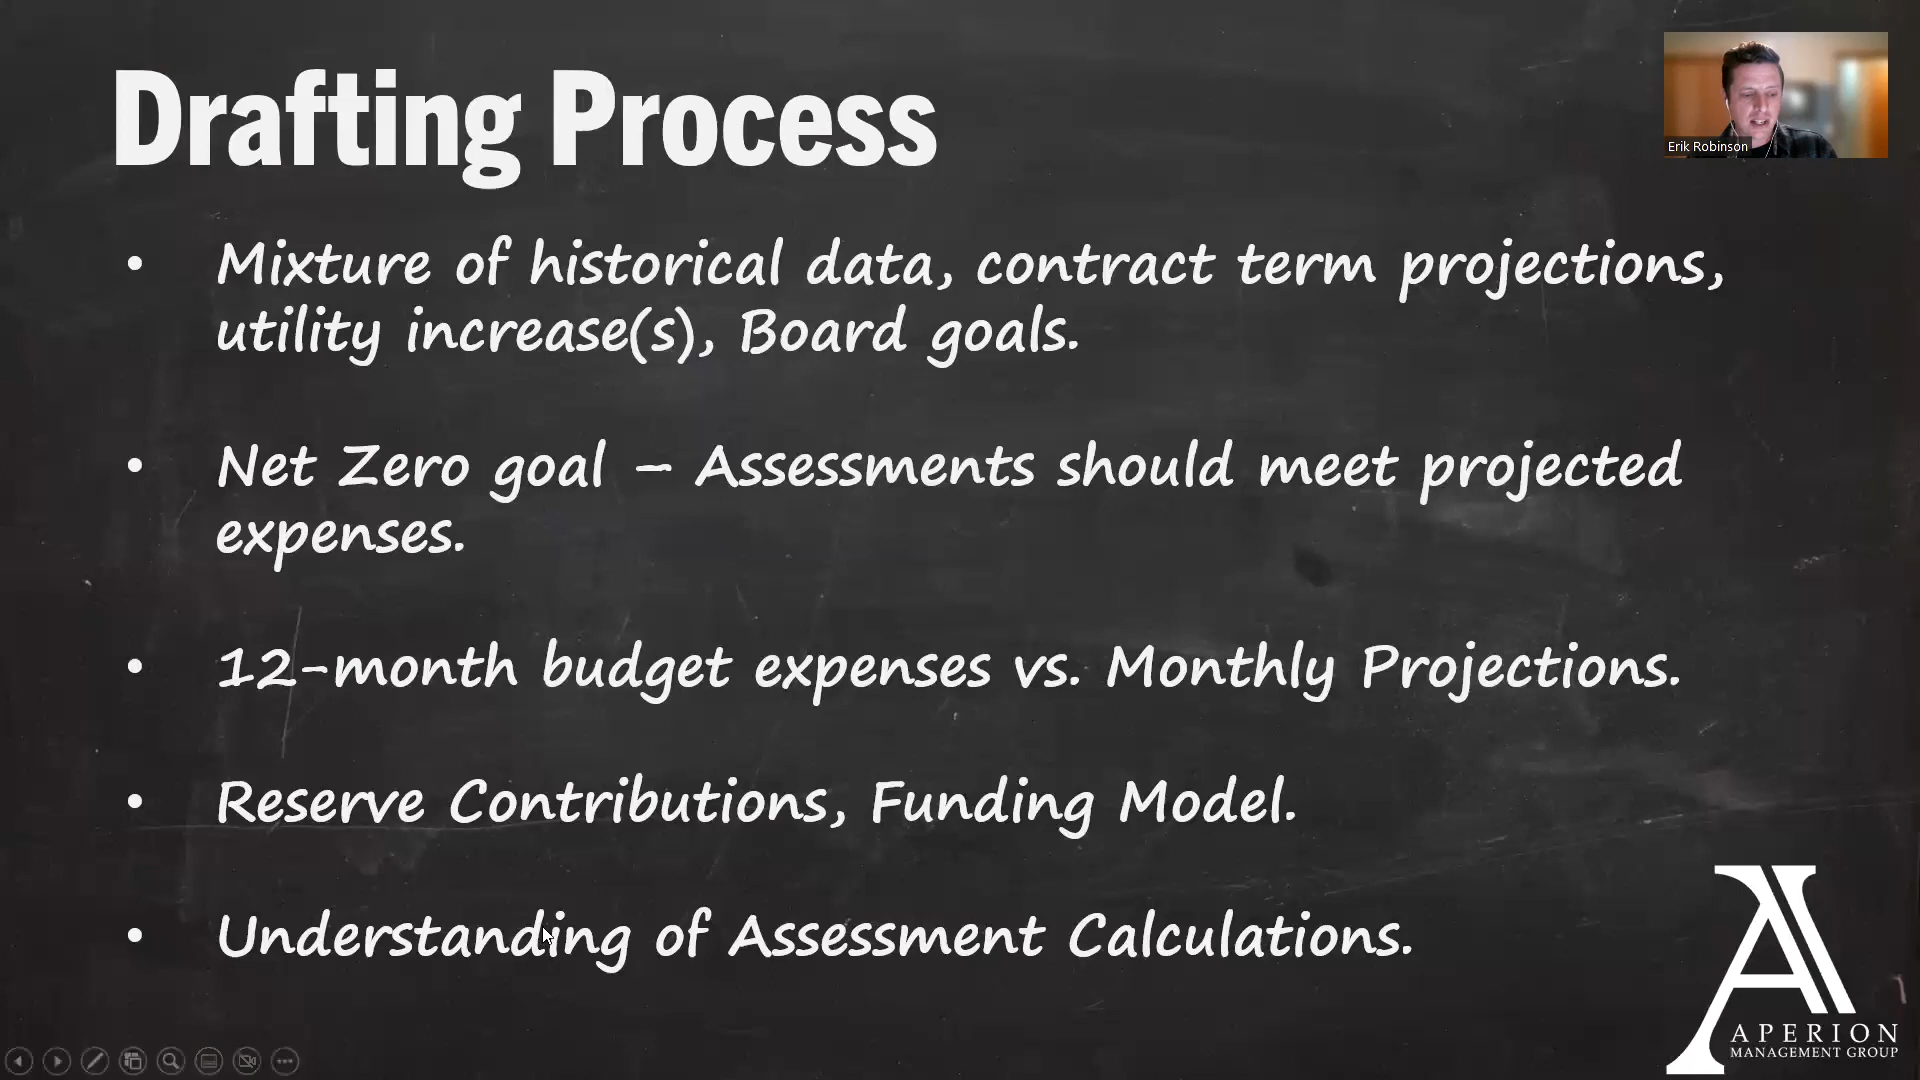 Drafting Process
Erik Robinson
• Mixture of historical data, contract term projections,
utility increase(s), Board goals.
• Net Zero goal – Assessments should meet projected
expenses.
• 12-month budget expenses vs. Monthly Projections.
• Reserve Contributions, Funding Model.
• Understanding of Assessment Calculations.
A
APERION
MANAGEMENT GROUP